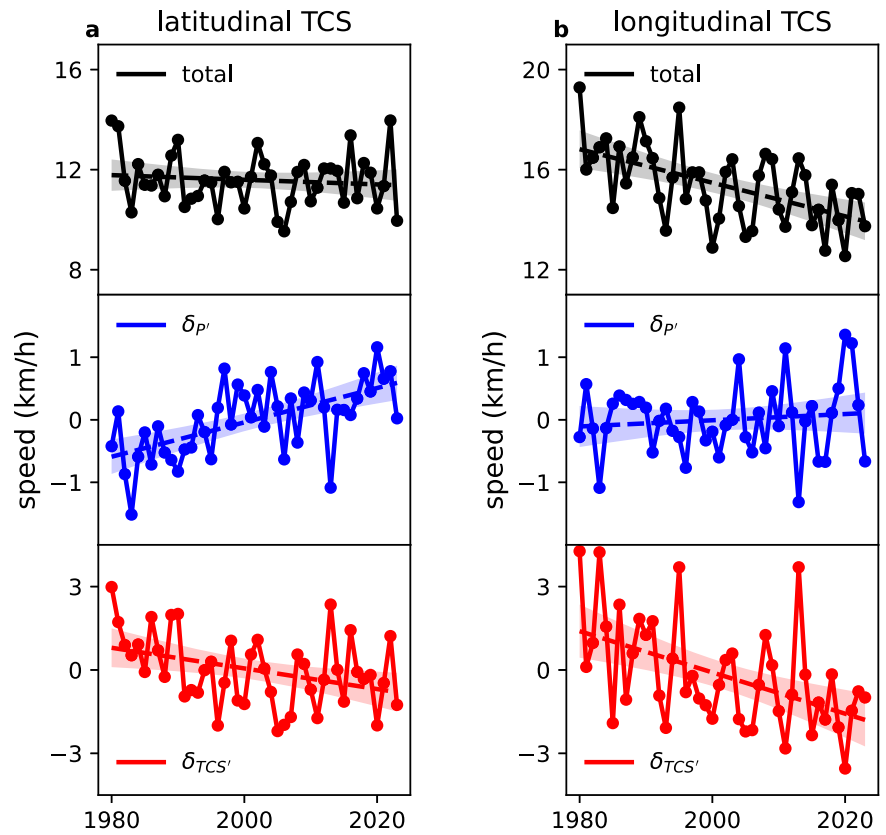 a latitudinal TCS
b longitudinal TCS
total
16
12
8
total
20
16
12
speed (km/h)
δP′
1
0
−1
speed (km/h)
δP′
1
0
−1
δTCS′
3
0
−3
δTCS′
3
0
−3
1980 2000 2020
1980 2000 2020